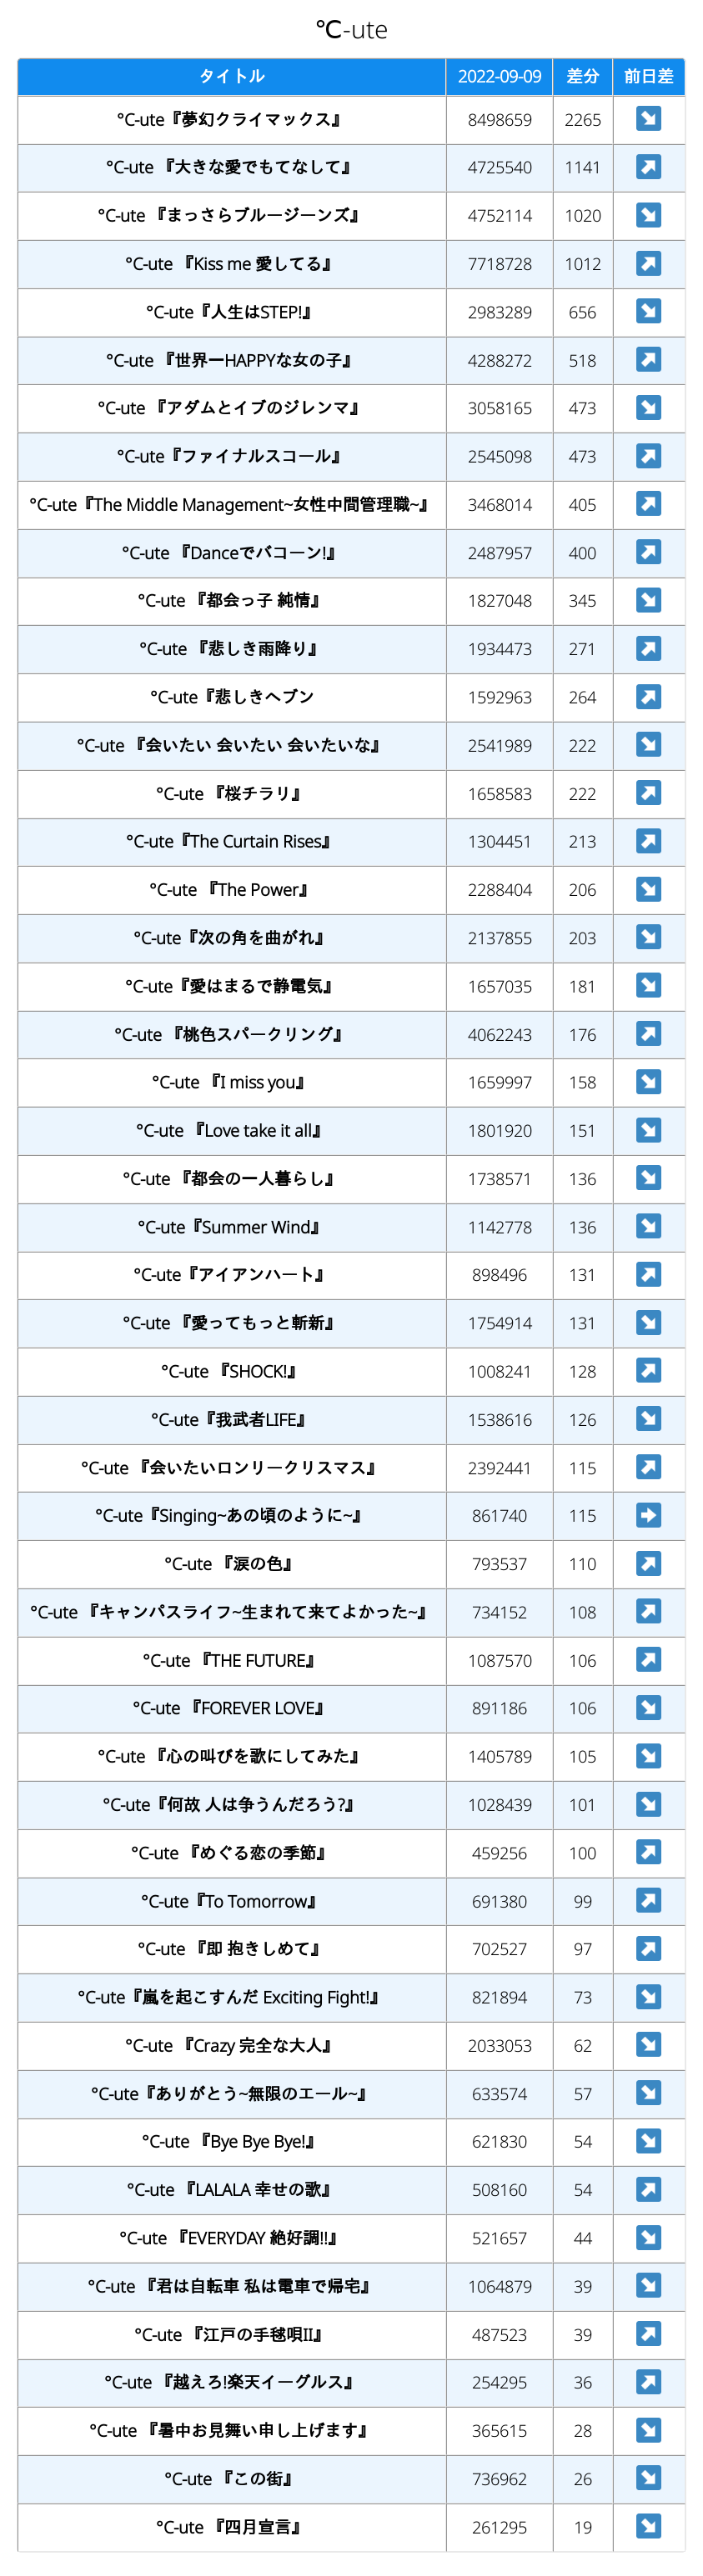 ℃-ute
タイトル 2022-09-09 差分 前日差
°C-ute『夢幻クライマックス』 8498659 2265 ↘
°C-ute 『大きな愛でもてなして』 4725540 1141 ↗
°C-ute 『まっさらブルージーンズ』 4752114 1020 ↘
°C-ute 『Kiss me 愛してる』 7718728 1012 ↗
°C-ute『人生はSTEP!』 2983289 656 ↘
°C-ute 『世界一HAPPYな女の子』 4288272 518 ↗
°C-ute 『アダムとイブのジレンマ』 3058165 473 ↘
°C-ute『ファイナルスコール』 2545098 473 ↗
°C-ute『The Middle Management~女性中間管理職~』 3468014 405 ↗
°C-ute 『Danceでバコーン!』 2487957 400 ↗
°C-ute 『都会っ子 純情』 1827048 345 ↘
°C-ute 『悲しき雨降り』 1934473 271 ↗
°C-ute『悲しきヘブン 1592963 264 ↗
°C-ute 『会いたい 会いたい 会いたいな』 2541989 222 ↘
°C-ute 『桜チラリ』 1658583 222 ↗
°C-ute『The Curtain Rises』 1304451 213 ↗
°C-ute 『The Power』 2288404 206 ↘
°C-ute『次の角を曲がれ』 2137855 203 ↘
°C-ute『愛はまるで静電気』 1657035 181 ↘
°C-ute 『桃色スパークリング』 4062243 176 ↗
°C-ute 『I miss you』 1659997 158 ↘
°C-ute 『Love take it all』 1801920 151 ↘
°C-ute 『都会の一人暮らし』 1738571 136 ↘
°C-ute『Summer Wind』 1142778 136 ↘
°C-ute『アイアンハート』 898496 131 ↗
°C-ute 『愛ってもっと斬新』 1754914 131 ↘
°C-ute 『SHOCK!』 1008241 128 ↗
°C-ute『我武者LIFE』 1538616 126 ↘
°C-ute 『会いたいロンリークリスマス』 2392441 115 ↗
°C-ute『Singing~あの頃のように~』 861740 115 →
°C-ute 『涙の色』 793537 110 ↗
°C-ute 『キャンパスライフ~生まれて来てよかった~』 734152 108 ↗
°C-ute 『THE FUTURE』 1087570 106 ↗
°C-ute 『FOREVER LOVE』 891186 106 ↘
°C-ute 『心の叫びを歌にしてみた』 1405789 105 ↘
°C-ute『何故 人は争うんだろう?』 1028439 101 ↘
°C-ute 『めぐる恋の季節』 459256 100 ↗
°C-ute『To Tomorrow』 691380 99 ↗
°C-ute 『即 抱きしめて』 702527 97 ↗
°C-ute『嵐を起こすんだ Exciting Fight!』 821894 73 ↘
°C-ute 『Crazy 完全な大人』 2033053 62 ↘
°C-ute『ありがとう~無限のエール~』 633574 57 ↘
°C-ute 『Bye Bye Bye!』 621830 54 ↘
°C-ute 『LALALA 幸せの歌』 508160 54 ↗
°C-ute 『EVERYDAY 絶好調!!』 521657 44 ↘
°C-ute 『君は自転車 私は電車で帰宅』 1064879 39 ↘
°C-ute 『江戸の手毬唄II』 487523 39 ↗
°C-ute 『越えろ!楽天イーグルス』 254295 36 ↗
°C-ute 『暑中お見舞い申し上げます』 365615 28 ↘
°C-ute 『この街』 736962 26 ↘
°C-ute 『四月宣言』 261295 19 ↘